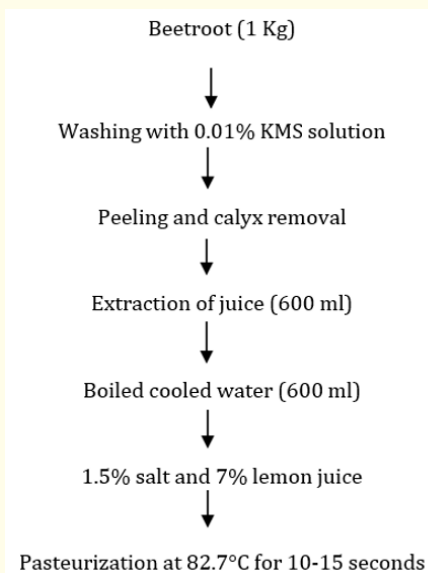 Beetroot (1 Kg)
Washing with 0.01% KMS solution
Peeling and calyx removal
Extraction of juice (600 ml)
Boiled cooled water (600 ml)
1.5% salt and 7% lemon juice
Pasteurization at 82.7°C for 10-15 seconds